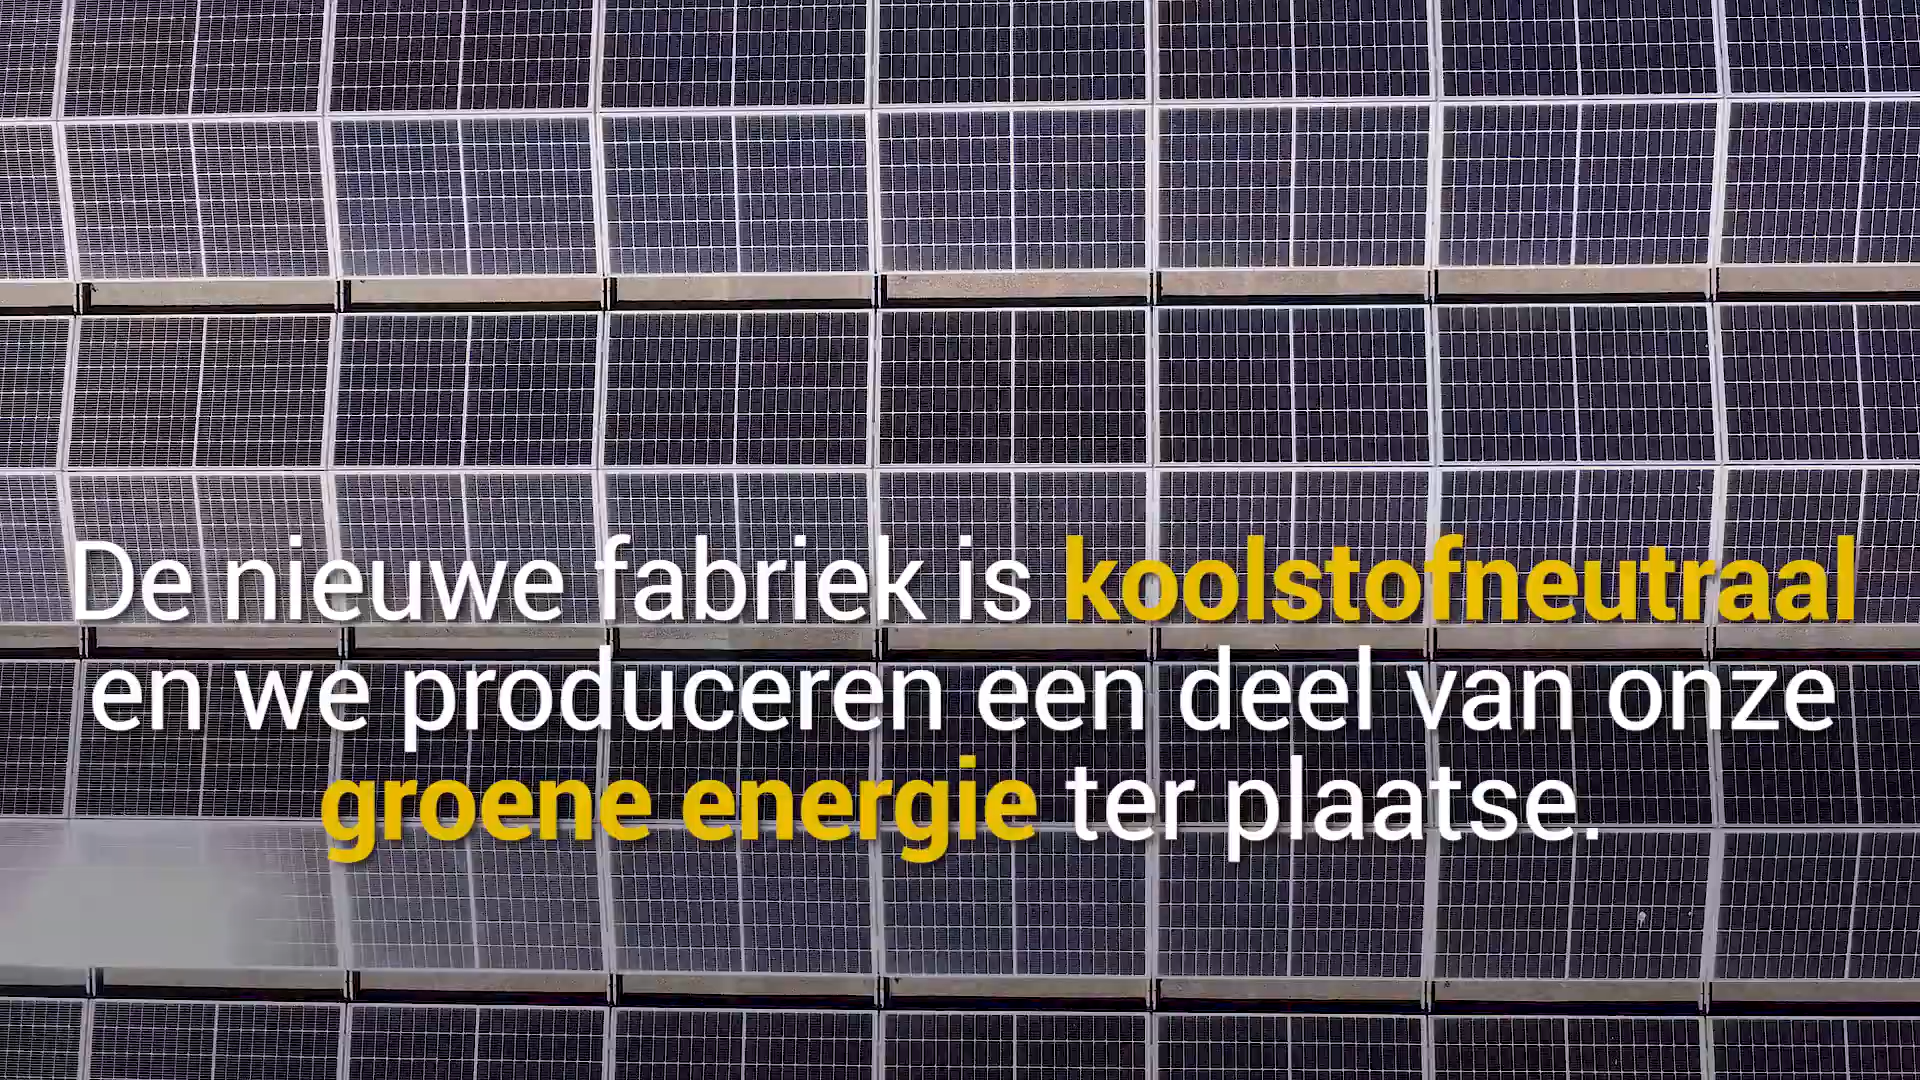 De nieuwe fabriek is koolstofneutraal
en we produceren een deel van onze
groene energie ter plaatse.